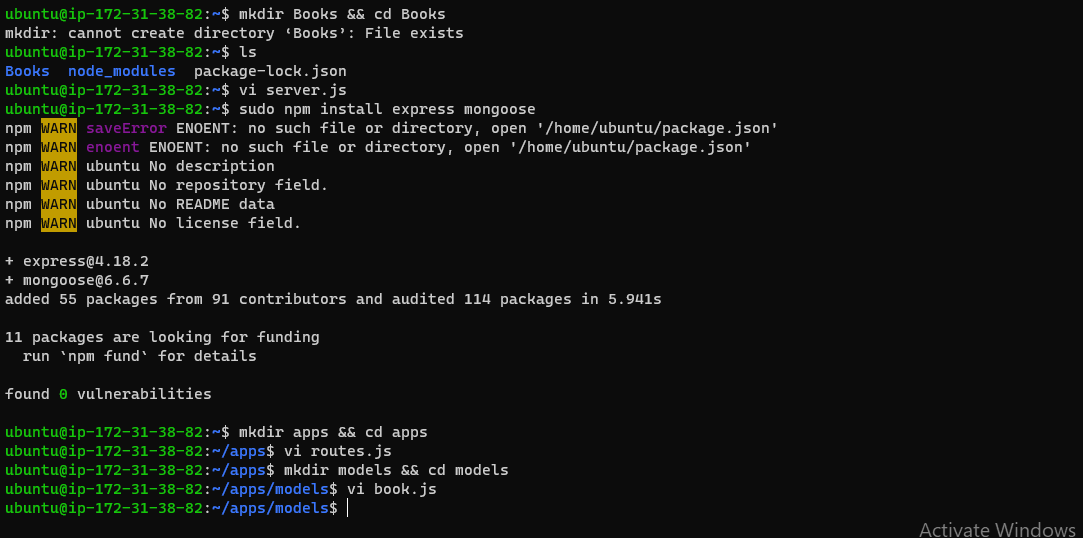 ubuntu@ip-172-31-38-82:~$ mkdir Books && cd Books
mkdir: cannot create directory ‘Books’: File exists
ubuntu@ip-172-31-38-82:~$ ls
Books  node_modules  package-lock.json
ubuntu@ip-172-31-38-82:~$ vi server.js
ubuntu@ip-172-31-38-82:~$ sudo npm install express mongoose
npm WARN saveError ENOENT: no such file or directory, open '/home/ubuntu/package.json'
npm WARN enoent ENOENT: no such file or directory, open '/home/ubuntu/package.json'
npm WARN ubuntu No description
npm WARN ubuntu No repository field.
npm WARN ubuntu No README data
npm WARN ubuntu No license field.
+ express@4.18.2
+ mongoose@6.6.7
added 55 packages from 91 contributors and audited 114 packages in 5.941s
11 packages are looking for funding
  run `npm fund` for details
found 0 vulnerabilities
ubuntu@ip-172-31-38-82:~$ mkdir apps && cd apps
ubuntu@ip-172-31-38-82:~/apps$ vi routes.js
ubuntu@ip-172-31-38-82:~/apps$ mkdir models && cd models
ubuntu@ip-172-31-38-82:~/apps/models$ vi book.js
ubuntu@ip-172-31-38-82:~/apps/models$
Activate Windows